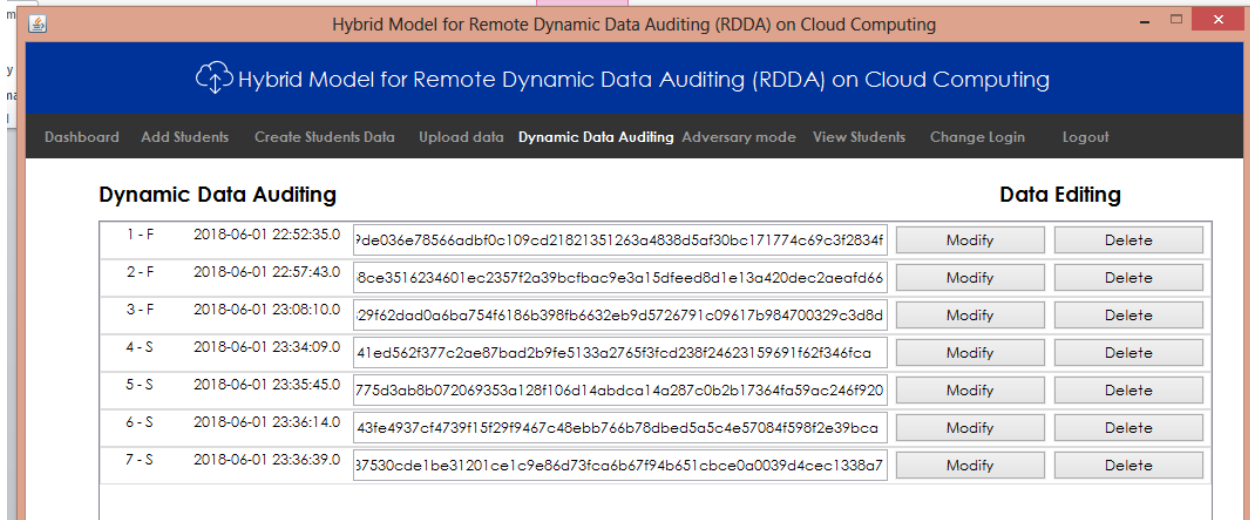 Hybrid Model for Remote Dynamic Data Auditing (RDDA) on Cloud Computing
Hybrid Model for Remote Dynamic Data Auditing (RDDA) on Cloud Computing
Dashboard Add Students Create Students Data Upload data Dynamic Data Auditing Adversary mode View Students Change Login Logout
Dynamic Data Auditing Data Editing
1 - F 2018-06-01 22:52:35.0 9de036e78566adbf0c109cd21821351263a4838d5af30bc171774c69c3f2834f Modify Delete
2 - F 2018-06-01 22:57:43.0 8ce3516234601ec2357f2a39bcfbac9e3a15dfeed8d1e13a420dec2aeafd66 Modify Delete
3 - F 2018-06-01 23:08:10.0 29f62dad0a6ba754f6186b398fb6632eb9d5726791c09617b984700329c3d8d Modify Delete
4 - S 2018-06-01 23:34:09.0 41ed562f377c2ae87bad2b9fe5133a2765f3fcd238f24623159691f62f346fca Modify Delete
5 - S 2018-06-01 23:35:45.0 775d3ab8b072069353a128f106d14abdca14a287c0b2b17364fa59ac246f920 Modify Delete
6 - S 2018-06-01 23:36:14.0 43fe4937cf4739f15f29f9467c48ebb766b78dbed5a5c4e57084f598f2e39bca Modify Delete
7 - S 2018-06-01 23:36:39.0 37530cde1be31201ce1c9e86d73fca6b67f94b651cbce0a0039d4cec1338a7 Modify Delete